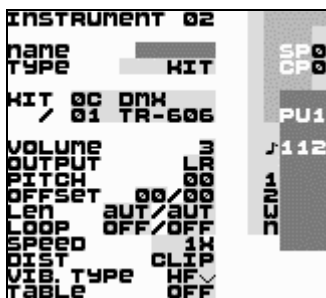 INSTRUMENT 02
NAME
TYPE KIT
KIT 0C DMX
/ 01 TR-606
VOLUME 3
OUTPUT LR
PITCH 00
OFFSET 00/00
LEN AUT/AUT
LOOP OFF/OFF
SPEED 1X
DIST CLIP
VIB. TYPE HF
TABLE OFF
SP0
CP0
PU1
♪112
1
2
W
N